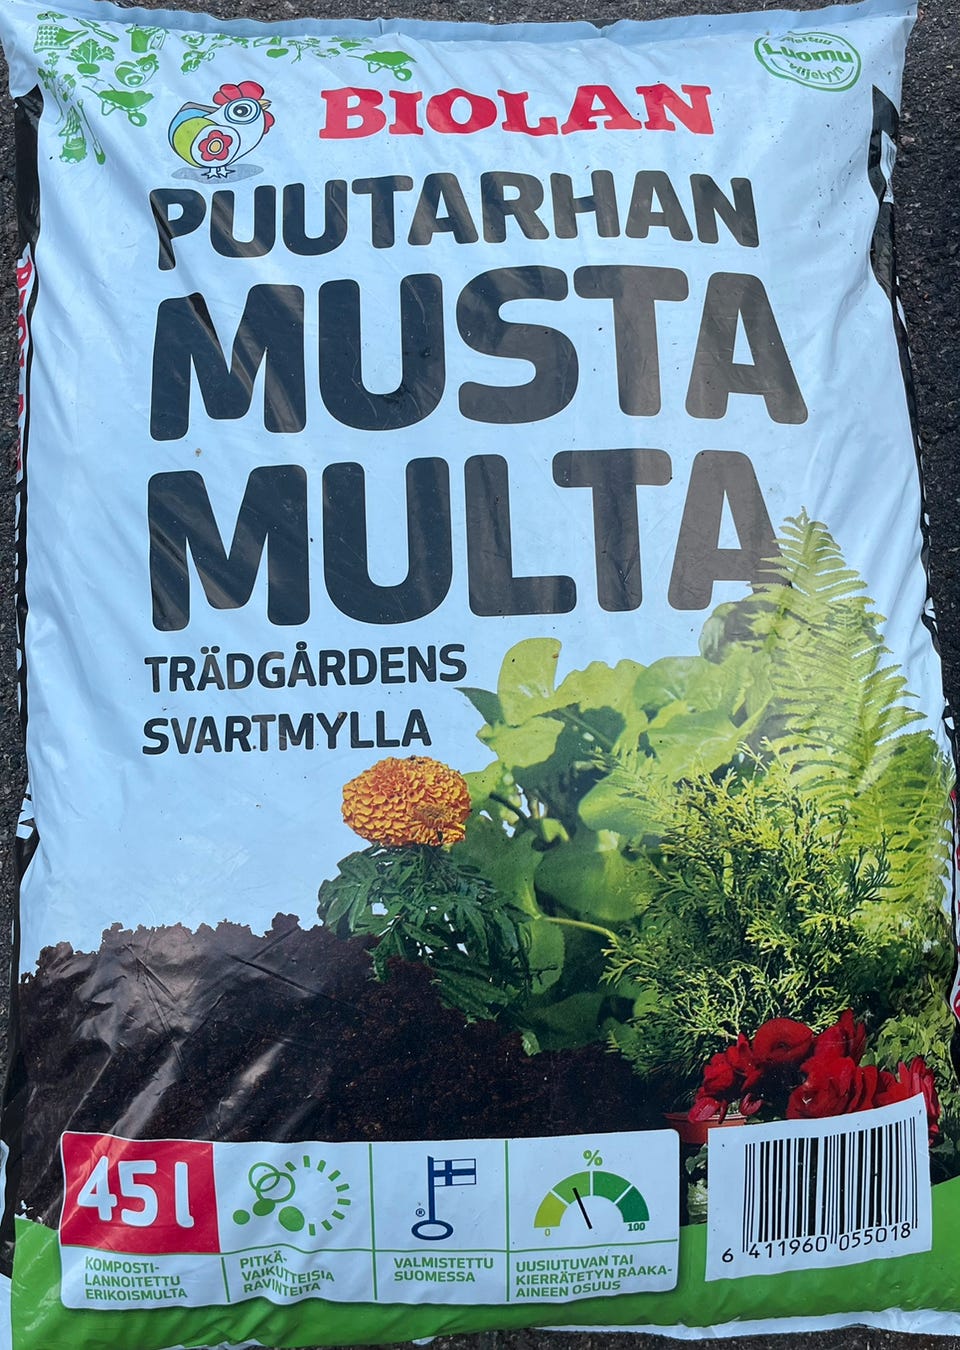 Luomu
viljelyyn
BIOLAN
PUUTARHAN
MUSTA
MULTA
TRÄDGÅRDENS
SVARTMYLLA
45 l
KOMPOSTI-
LANNOITETTU
ERIKOISMULTA
PITKÄ-
VAIKUTTEISIA
RAVINTEITA
®
VALMISTETTU
SUOMESSA
%
0
100
UUSIUTUVAN TAI
KIERRÄTETYN RAAKA-
AINEEN OSUUS
6 411960 055018